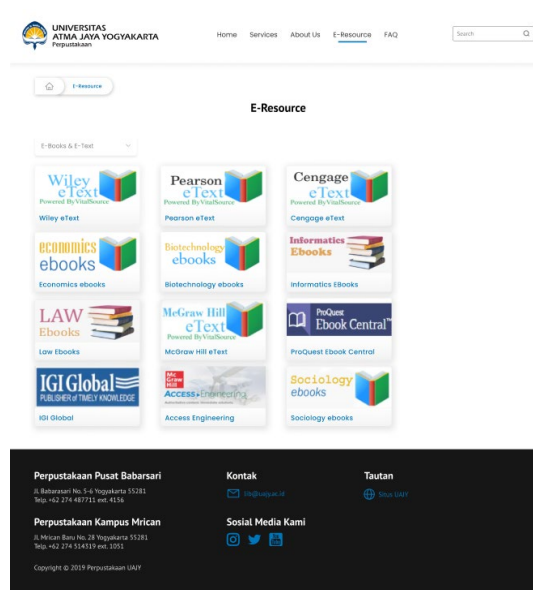 UNIVERSITAS
ATMA JAYA YOGYAKARTA
Perpustakaan
Home Services About Us E-Resource FAQ
Search
E-Resource
E-Resource
E-Books & E-Text
Wiley
eText
Powered By VitalSource
Wiley eText
Pearson
eText
Powered By VitalSource
Pearson eText
Cengage
eText
Powered By VitalSource
Cengage eText
economics
ebooks
Economics ebooks
Biotechnology
ebooks
Biotechnology ebooks
Informatics
Ebooks
Informatics EBooks
LAW
Ebooks
Law Ebooks
McGraw Hill
eText
Powered By VitalSource
McGraw Hill eText
ProQuest
Ebook Central™
ProQuest Ebook Central
IGI Global
PUBLISHER of TIMELY KNOWLEDGE
IGI Global
Mc
Graw
Hill
ACCESS Engineering
Access Engineering
Sociology
ebooks
Sociology ebooks
Perpustakaan Pusat Babarsari
Jl. Babarasari No. 5-6 Yogyakarta 55281
Telp. +62 274 487711 ext. 4156
Perpustakaan Kampus Mrican
Jl. Mrican Baru No. 28 Yogyakarta 55281
Telp. +62 274 514319 ext. 1051
Copyright © 2019 Perpustakaan UAJY
Kontak
lib@uajy.ac.id
Sosial Media Kami
Tautan
Situs UAJY